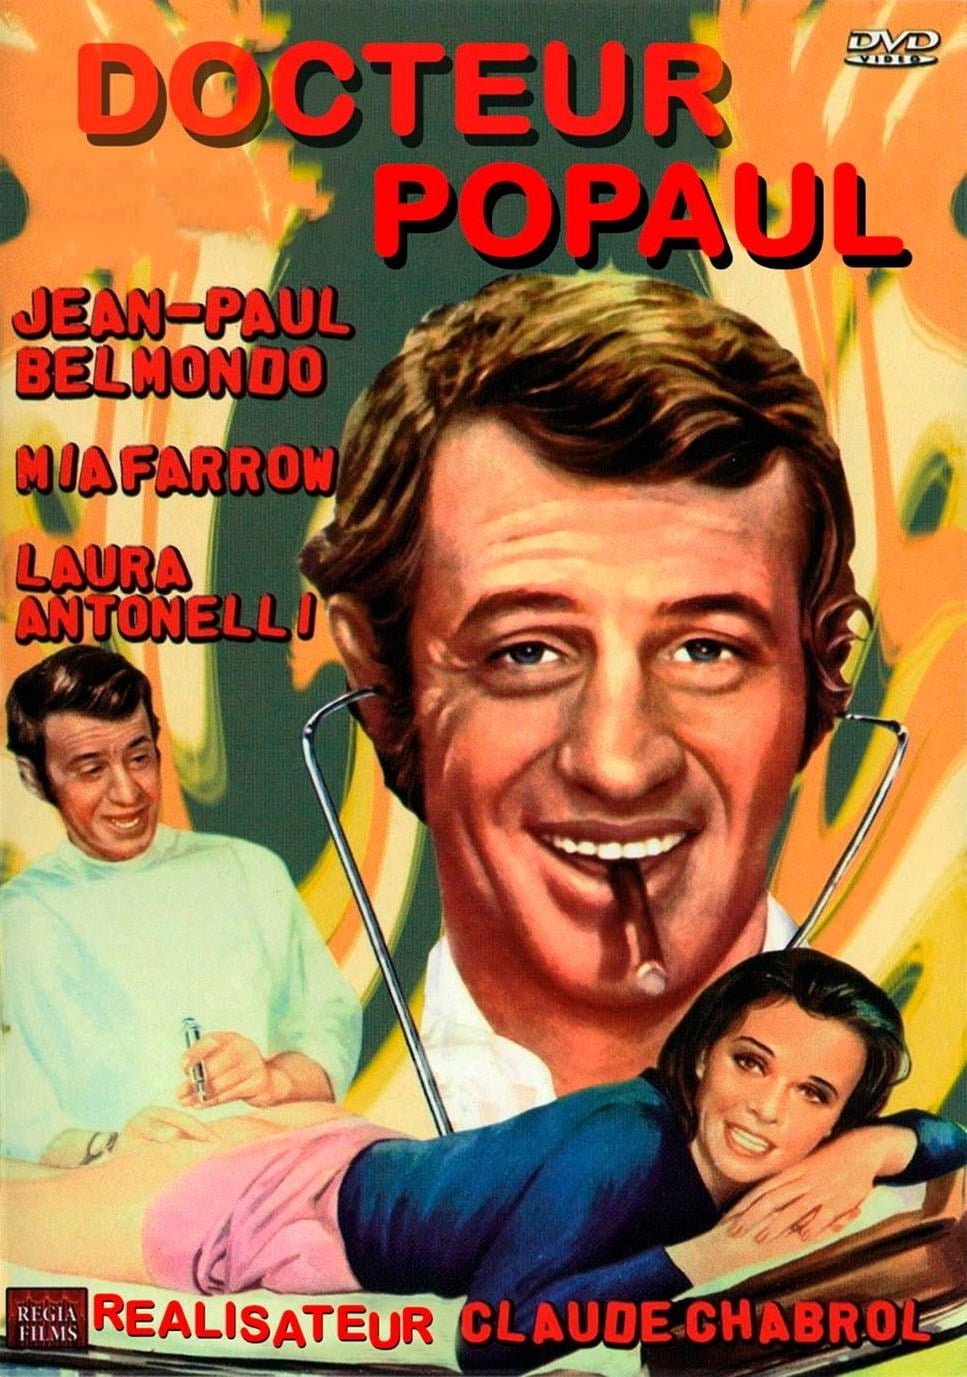 DVD
VIDEO
DOCTEUR
POPAUL
JEAN-PAUL
BELMONDO
MIA FARROW
LAURA
ANTONELLI
REGIA
FILMS
REALISATEUR CLAUDE CHABROL